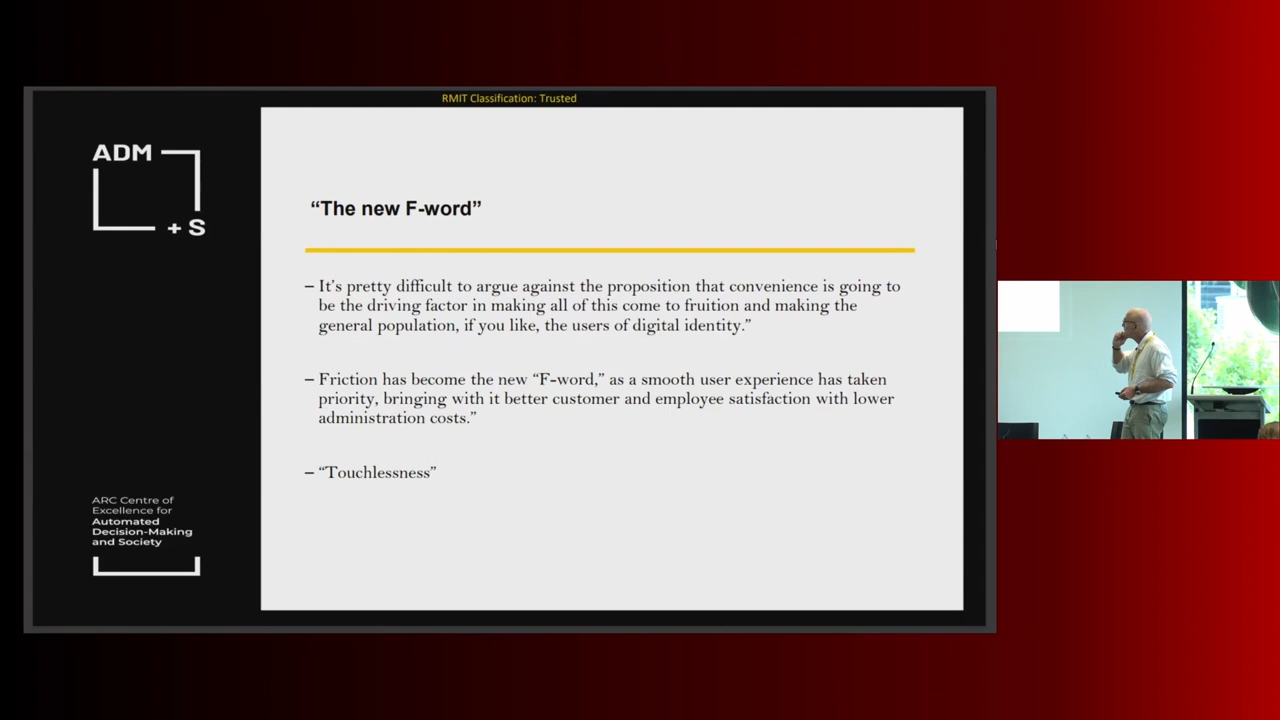 RMIT Classification: Trusted
ADM
+ S
“The new F-word”
– It’s pretty difficult to argue against the proposition that convenience is going to
be the driving factor in making all of this come to fruition and making the
general population, if you like, the users of digital identity.”
– Friction has become the new “F-word,” as a smooth user experience has taken
priority, bringing with it better customer and employee satisfaction with lower
administration costs.”
– “Touchlessness”
ARC Centre of
Excellence for
Automated
Decision-Making
and Society